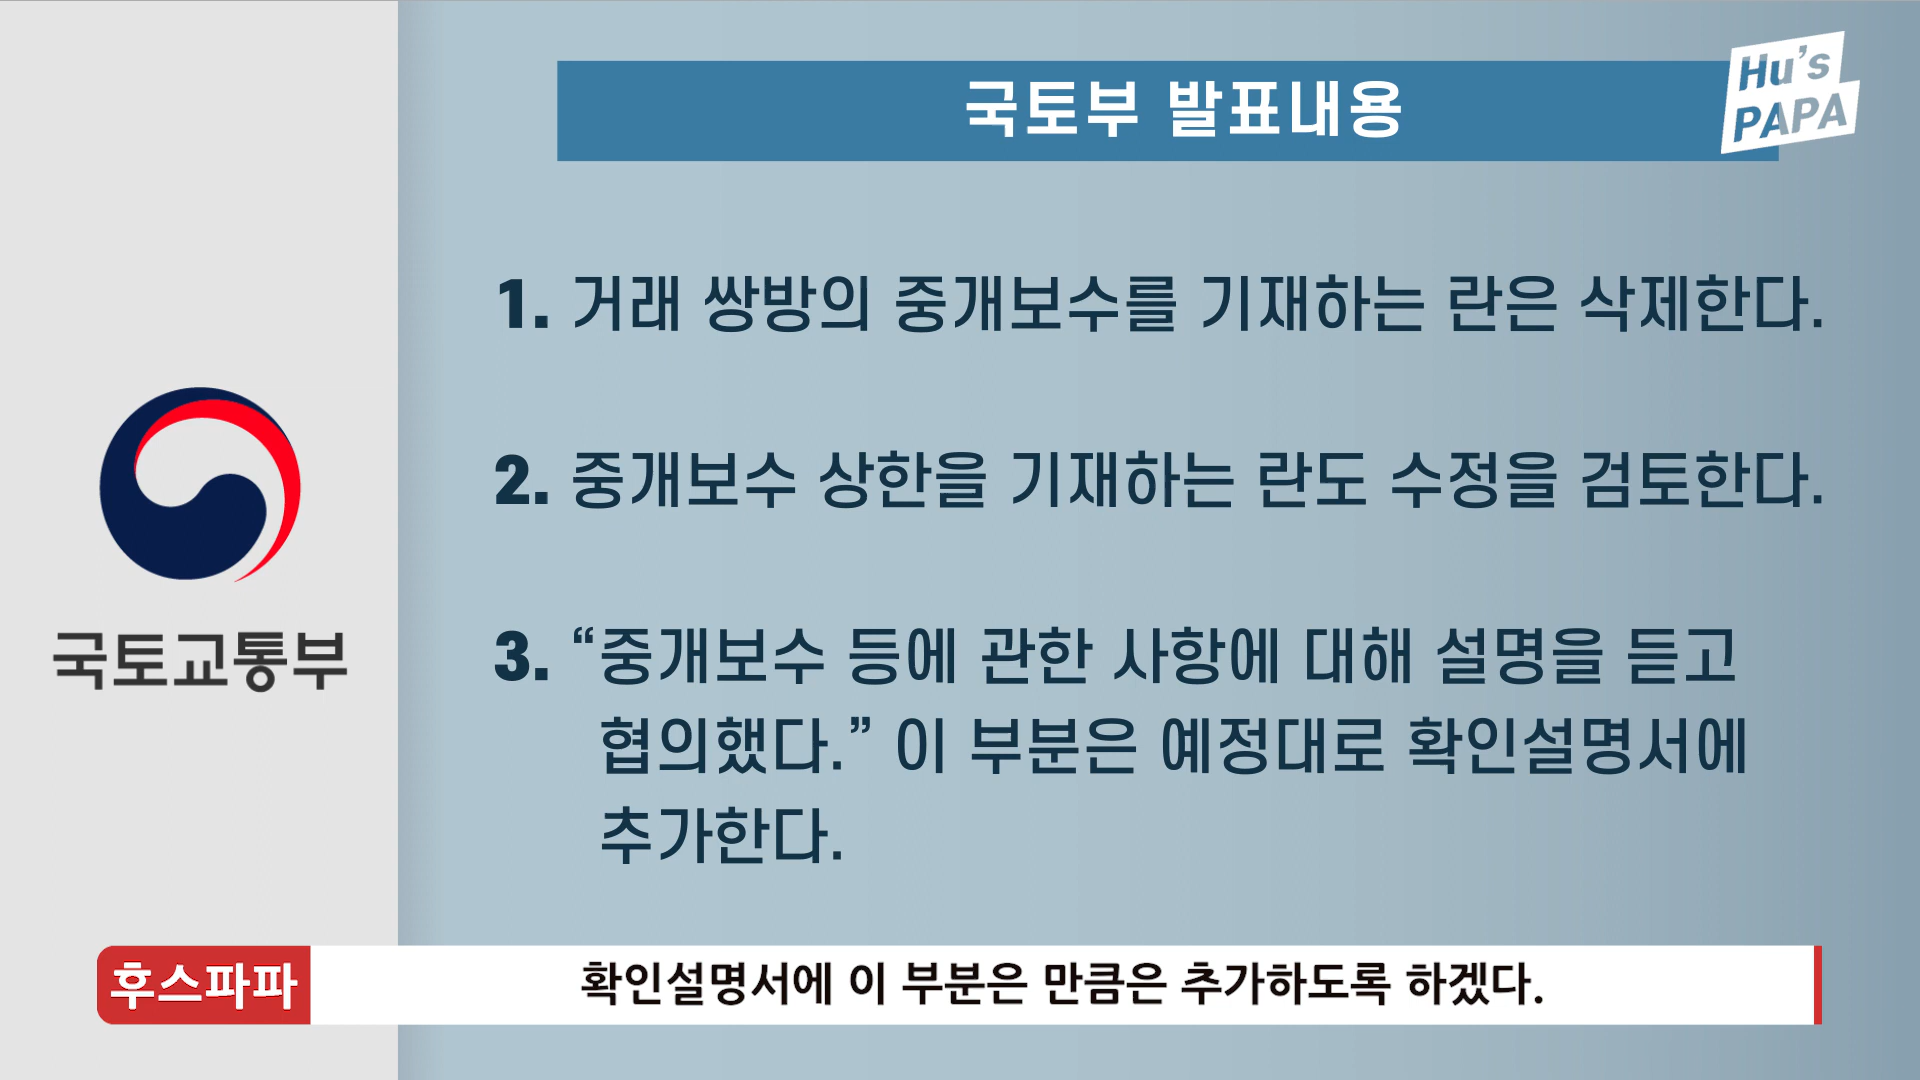 국토부 발표내용
Hu's
PAPA
1. 거래 쌍방의 중개보수를 기재하는 란은 삭제한다.
2. 중개보수 상한을 기재하는 란도 수정을 검토한다.
3. “중개보수 등에 관한 사항에 대해 설명을 듣고
협의했다.” 이 부분은 예정대로 확인설명서에
추가한다.
국토교통부
후스파파
확인설명서에 이 부분은 만큼은 추가하도록 하겠다.